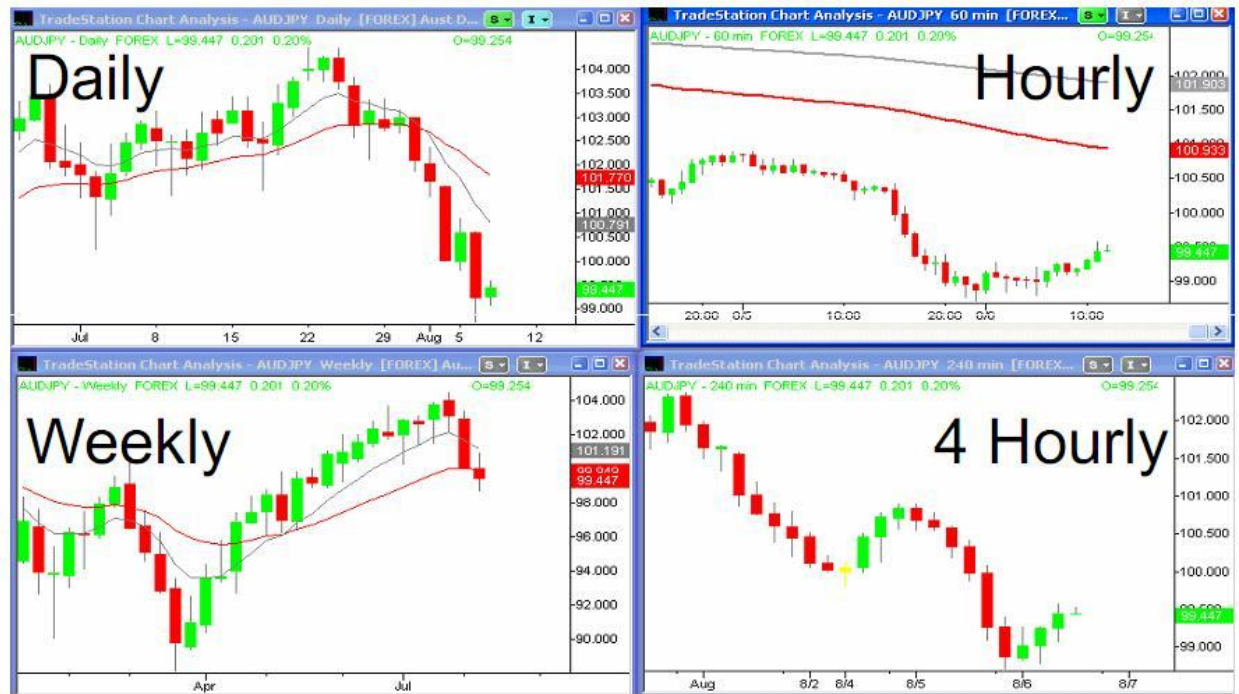 TradeStation Chart Analysis - AUDJPY Daily [FOREX] Aust D...
S
I
AUDJPY - Daily FOREX L=99.447 0.201 0.20% O=99.254
Daily
104.000
103.500
103.000
102.500
102.000
101.770
101.000
100.791
100.500
100.000
99.447
99.000
Jul 8 15 22 29 Aug 5 12
TradeStation Chart Analysis - AUDJPY 60 min [FOREX...
S
I
AUDJPY - 60 min FOREX L=99.447 0.201 0.20% O=99.254
Hourly
102.000
101.903
101.500
100.933
100.500
100.000
99.447
99.000
20:00 8/5 10:00 20:00 8/6 10:00
TradeStation Chart Analysis - AUDJPY Weekly [FOREX] Au...
S
I
AUDJPY - Weekly FOREX L=99.447 0.201 0.20% O=99.254
Weekly
104.000
102.000
101.191
99.447
98.000
96.000
94.000
92.000
90.000
Apr Jul
TradeStation Chart Analysis - AUDJPY 240 min [FOREX...
S
I
AUDJPY - 240 min FOREX L=99.447 0.201 0.20% O=99.254
4 Hourly
102.000
101.500
101.000
100.500
100.000
99.447
99.000
Aug 8/2 8/4 8/5 8/6 8/7